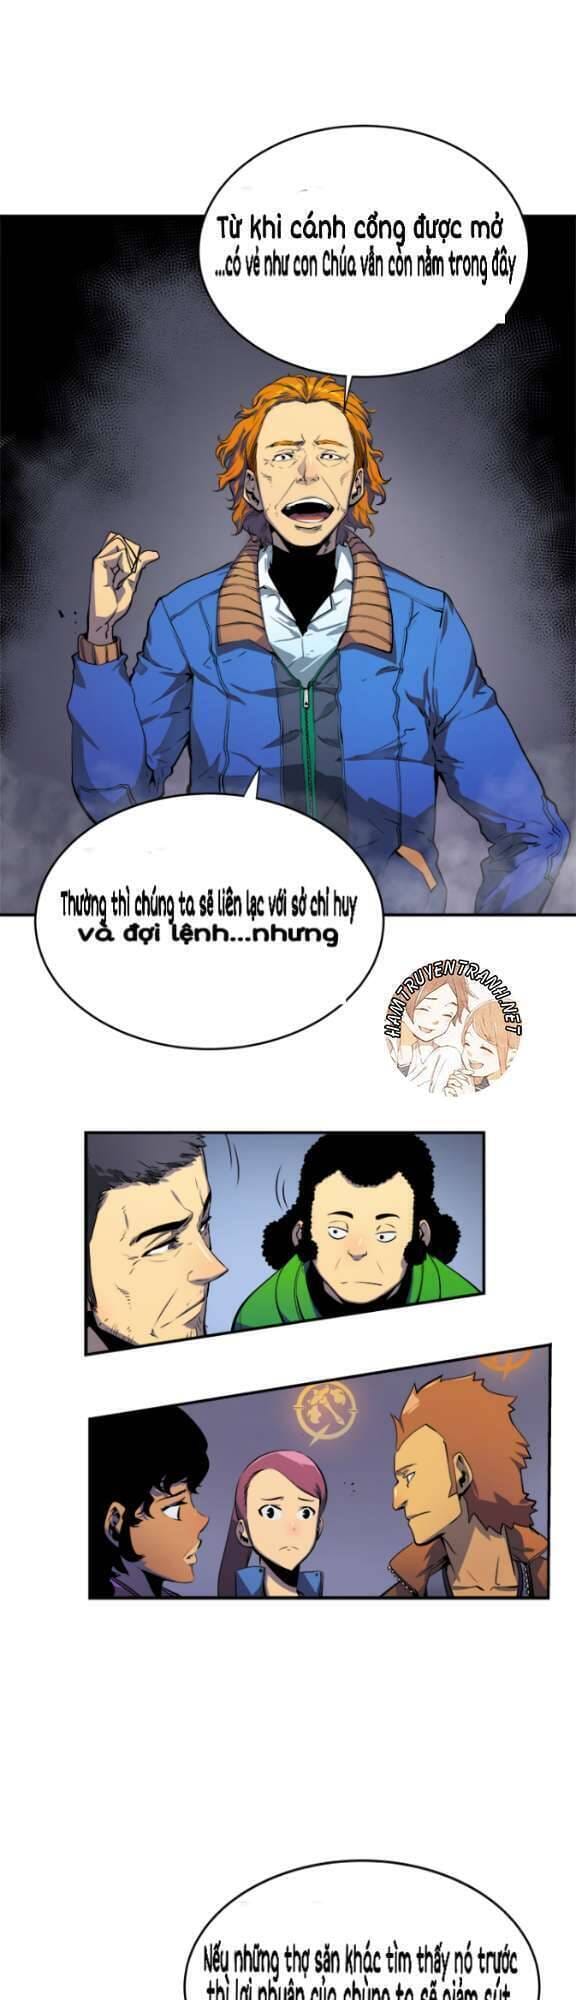 Từ khi cánh cổng được mở
...có vẻ như con Chúa vẫn còn nằm trong đây
Thường thì chúng ta sẽ liên lạc với sở chỉ huy
và đợi lệnh...nhưng
HAMTRUYENTRANH.NET
Nếu những thợ săn khác tìm thấy nó trước
thì lợi nhuận của chùng ta sẽ giảm sút